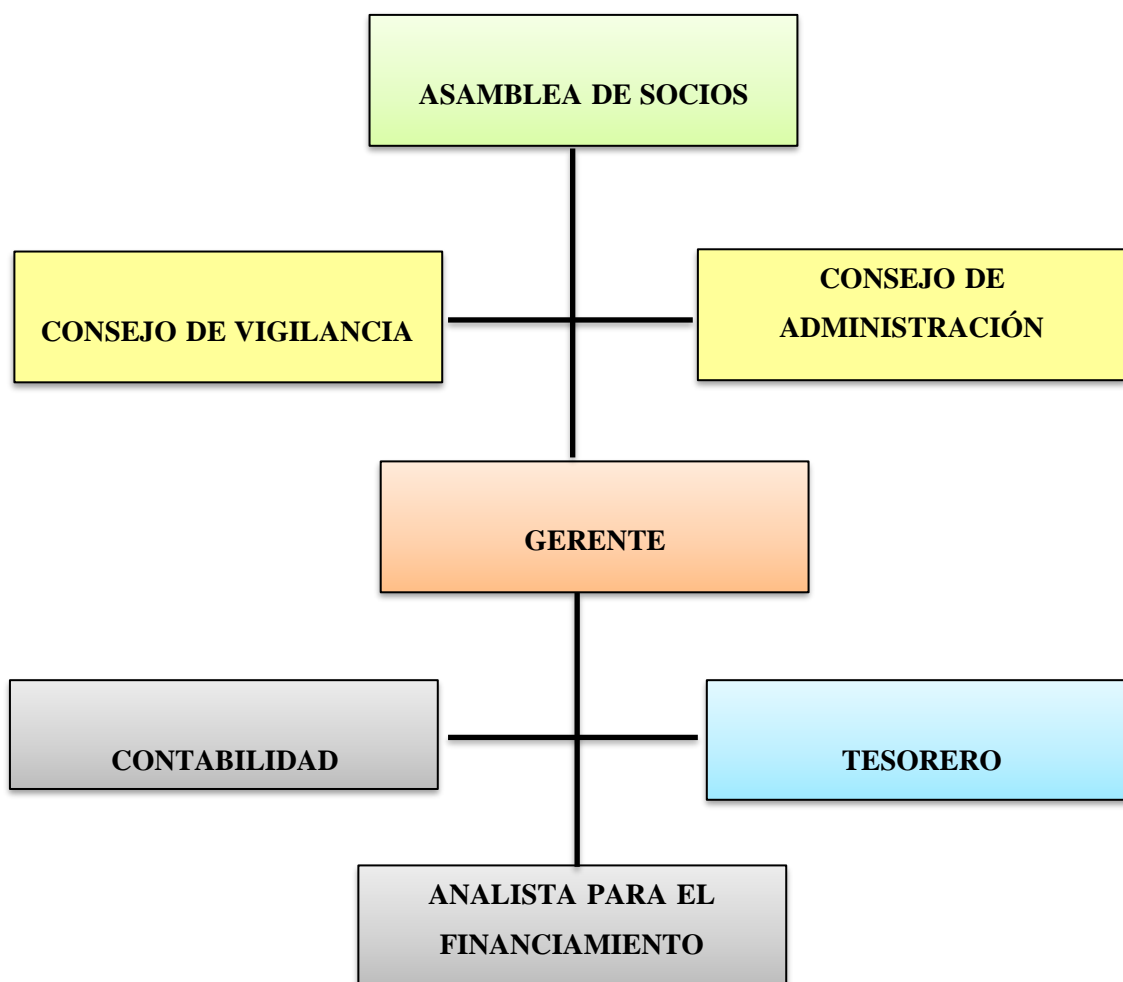 ASAMBLEA DE SOCIOS
CONSEJO DE VIGILANCIA
CONSEJO DE
ADMINISTRACIÓN
GERENTE
CONTABILIDAD
TESORERO
ANALISTA PARA EL
FINANCIAMIENTO